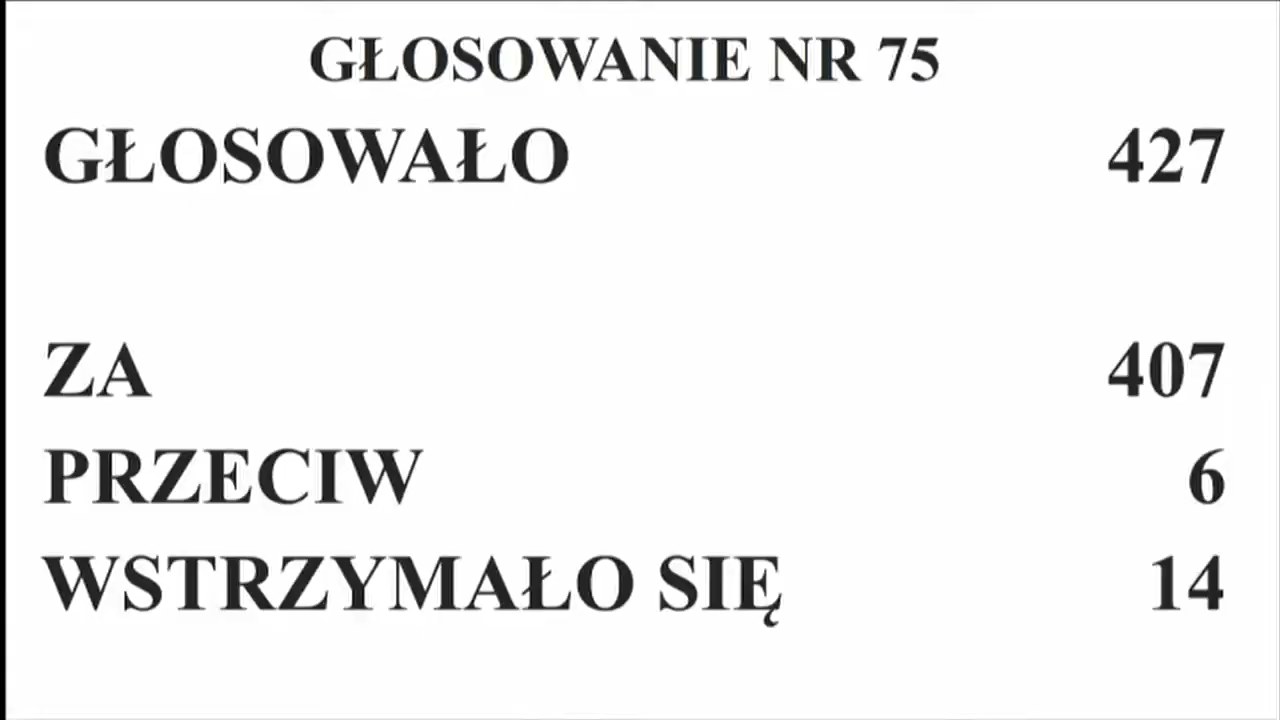 GŁOSOWANIE NR 75
GŁOSOWAŁO 427
ZA 407
PRZECIW 6
WSTRZYMAŁO SIĘ 14